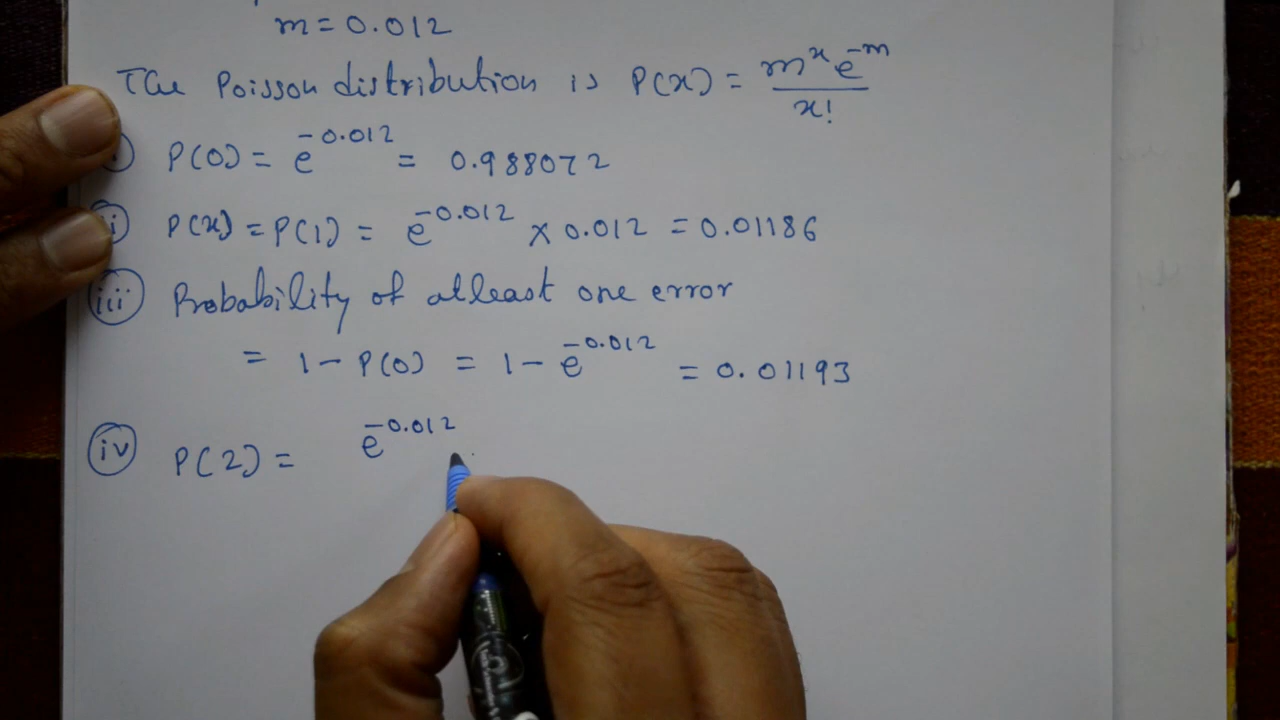 m = 0.012
The Poisson distribution is P(x) = m^x e^-m / x!
P(0) = e^-0.012 = 0.988072
P(x) = P(1) = e^-0.012 × 0.012 = 0.01186
iii Probability of atleast one error
= 1 - P(0) = 1 - e^-0.012 = 0.01193
iv P(2) = e^-0.012